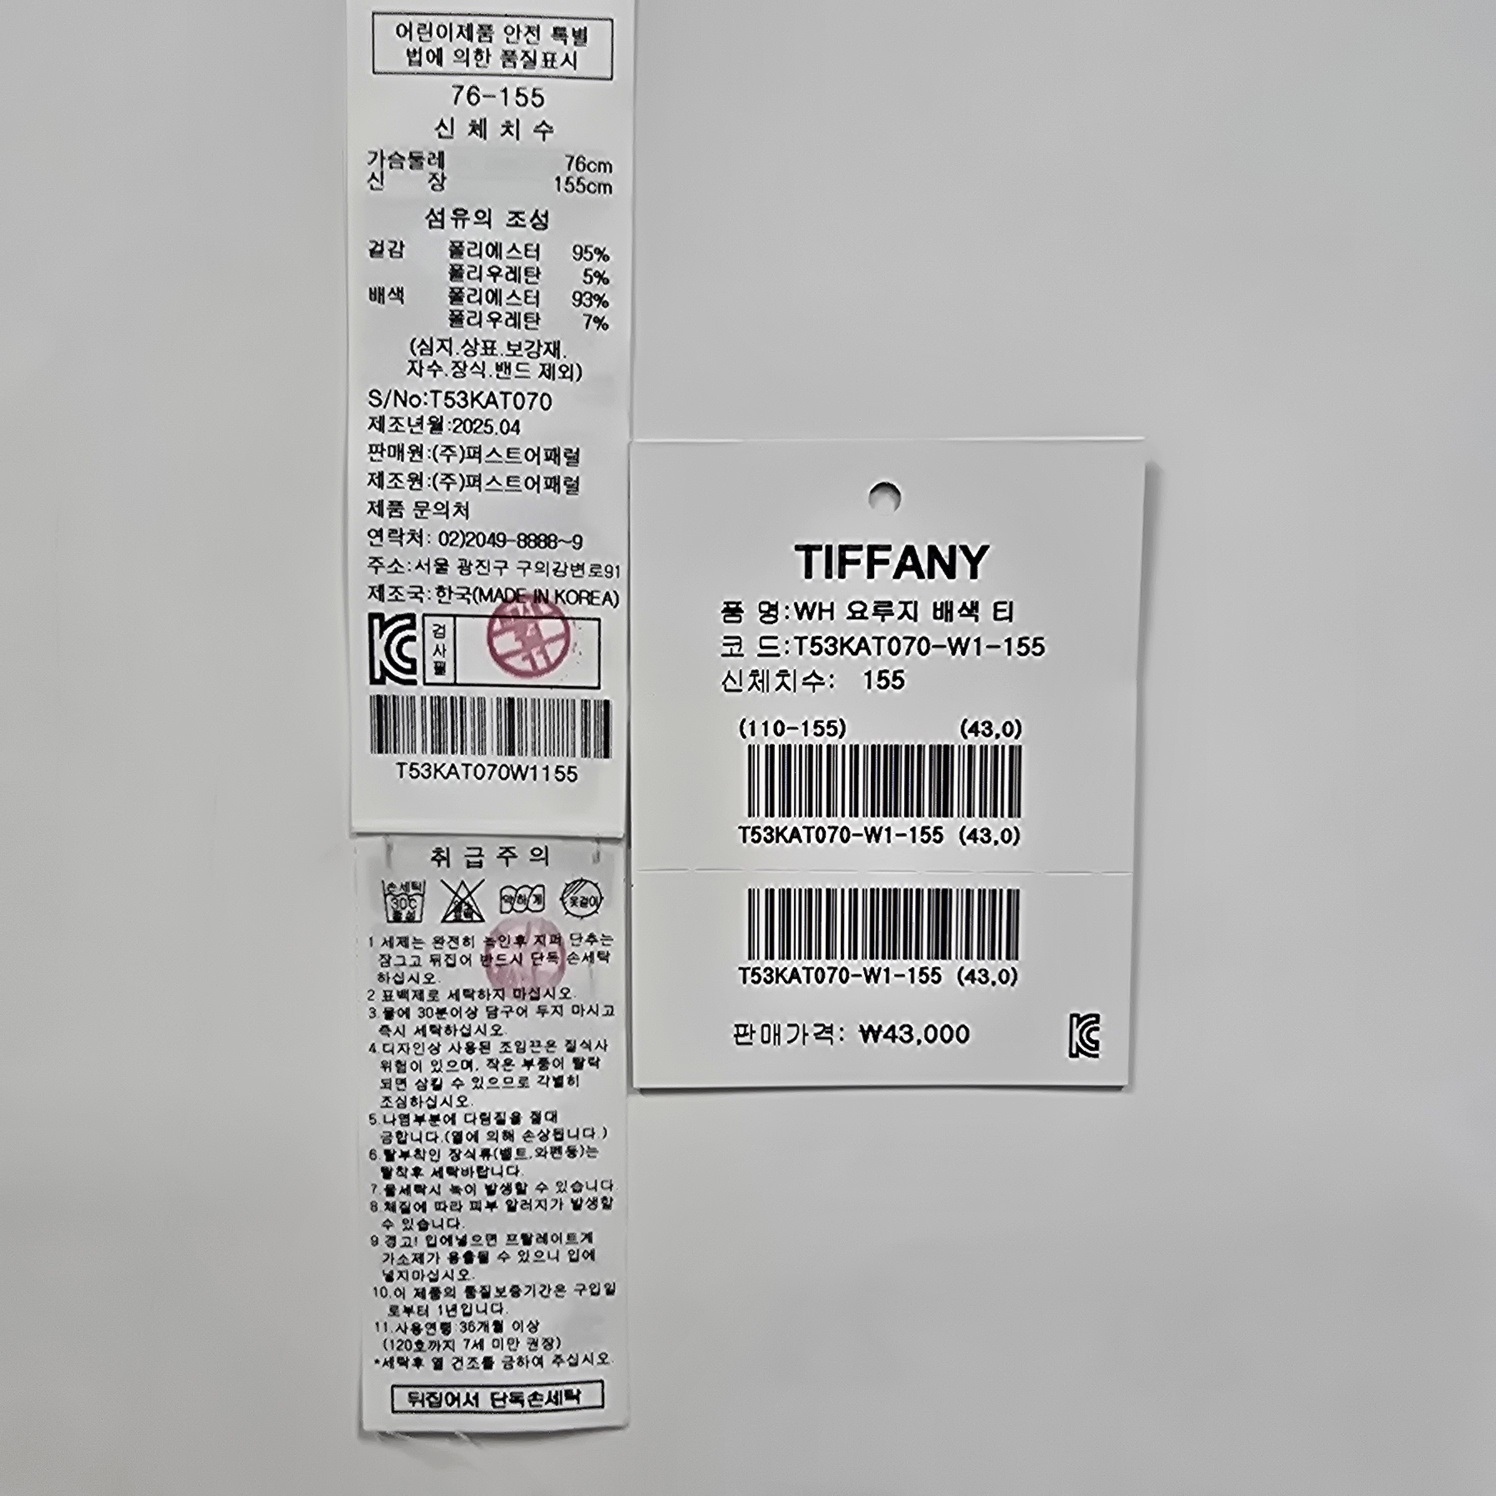 어린이제품 안전 특별
법에 의한 품질표시
76-155
신 체 치 수
가슴둘레 76cm
신 장 155cm
섬유의 조성
겉감 폴리에스터 95%
폴리우레탄 5%
배색 폴리에스터 93%
폴리우레탄 7%
(심지.상표.보강재.
자수.장식.밴드 제외)
S/No:T53KAT070
제조년월:2025.04
판매원:(주)퍼스트어패럴
제조원:(주)퍼스트어패럴
제품 문의처
연락처: 02)2049-8888~9
주소:서울 광진구 구의강변로91
제조국:한국(MADE IN KOREA)
KC 검사필
T53KAT070W1155
취 급 주 의
손세탁 약하게 옷걸이
30C
중성
1 세제는 완전히 녹인후 지퍼 단추는
잠그고 뒤집어 반드시 단독 손세탁
하십시오.
2 표백제로 세탁하지 마십시오.
3.물에 30분이상 담구어 두지 마시고
즉시 세탁하십시오.
4.디자인상 사용된 조임끈은 질식사
위험이 있으며, 작은 부품이 탈락
되면 삼킬 수 있으므로 각별히
조심하십시오.
5.나염부분에 다림질을 절대
금합니다.(열에 의해 손상됩니다.)
6.탈부착인 장식류(벨트,와펜등)는
탈착후 세탁바랍니다.
7.물세탁시 녹이 발생할 수 있습니다.
8.체질에 따라 피부 알러지가 발생할
수 있습니다.
9 경고! 입에넣으면 프탈레이트계
가소제가 용출될 수 있으니 입에
넣지마십시오.
10.이 제품의 품질보증기간은 구입일
로부터 1년입니다.
11.사용연령:36개월 이상
(120호까지 7세 미만 권장)
*세탁후 열 건조를 금하여 주십시오.
뒤집어서 단독손세탁
TIFFANY
품 명:WH 요루지 배색 티
코 드:T53KAT070-W1-155
신체치수: 155
(110-155) (43,0)
T53KAT070-W1-155 (43,0)
T53KAT070-W1-155 (43,0)
판매가격: ₩43,000 KC